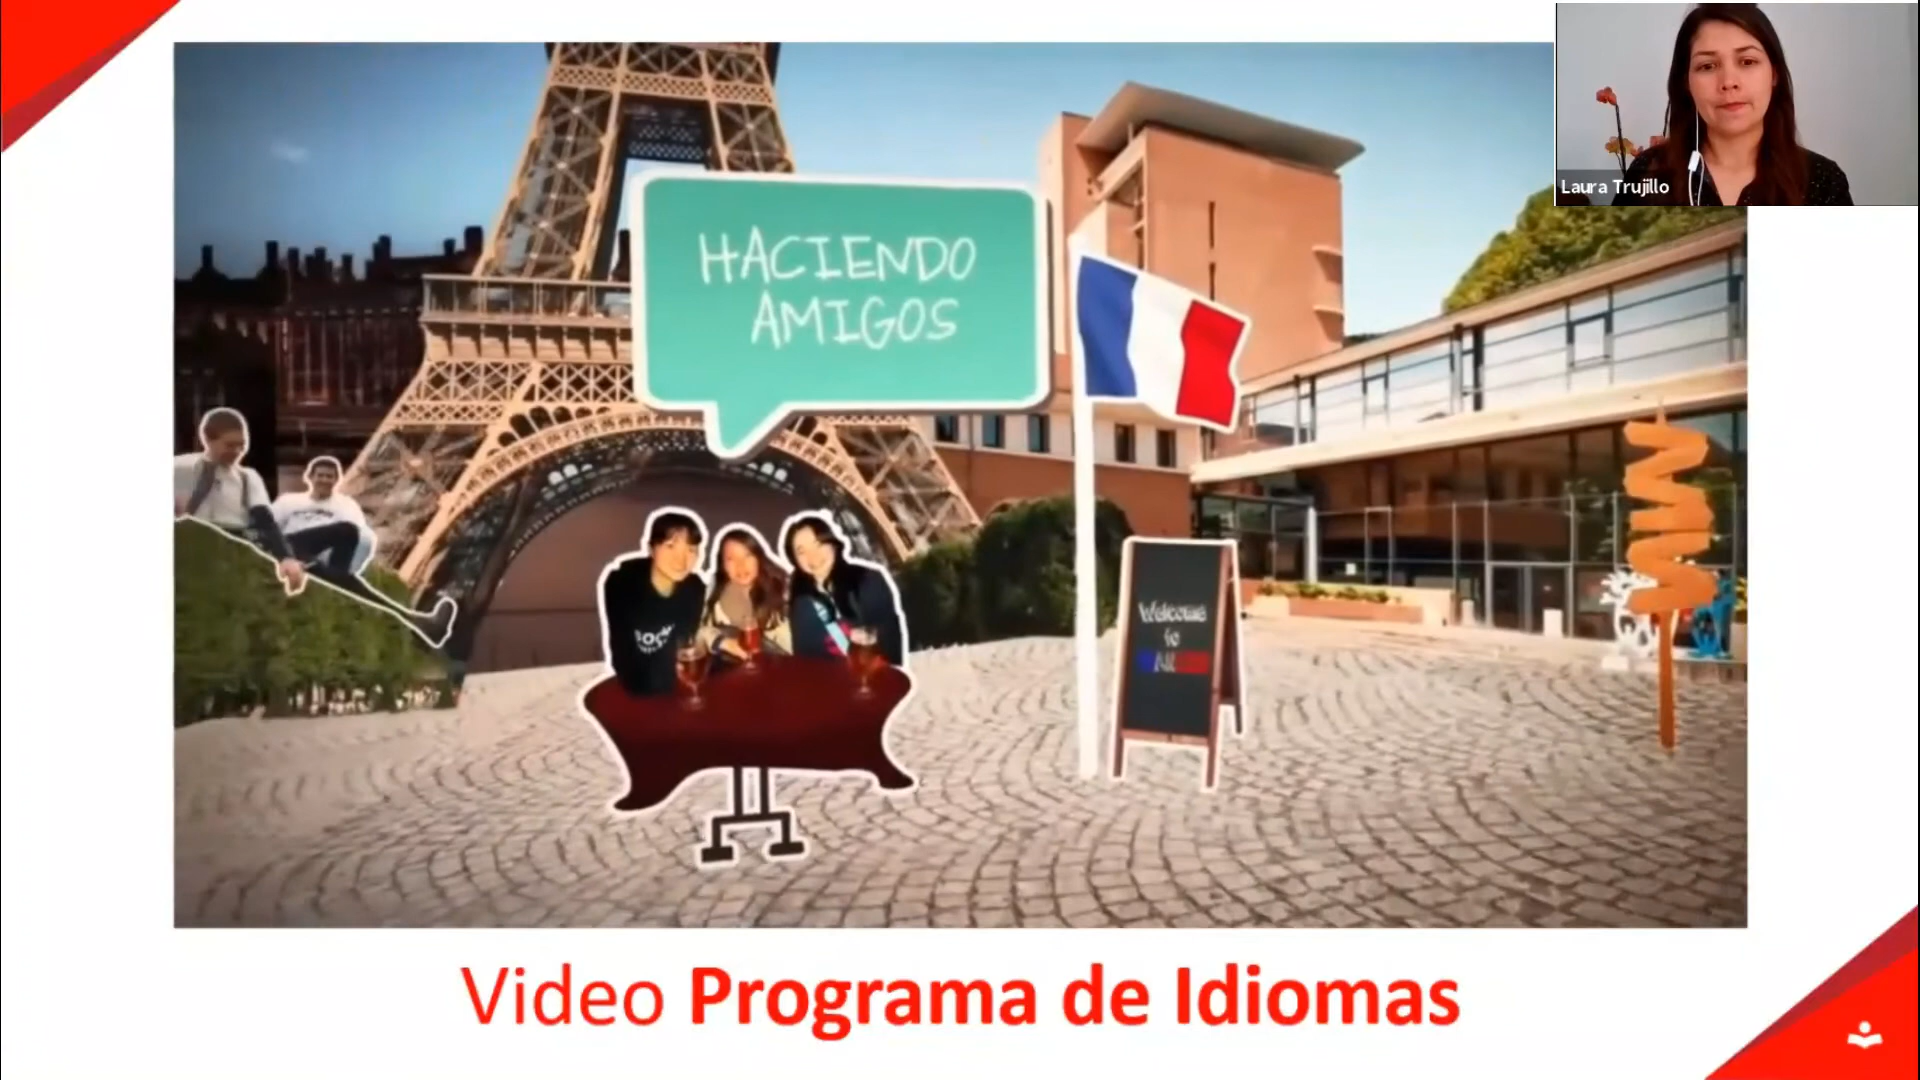 Laura Trujillo
HACIENDO
AMIGOS
Welcome
to
Video Programa de Idiomas